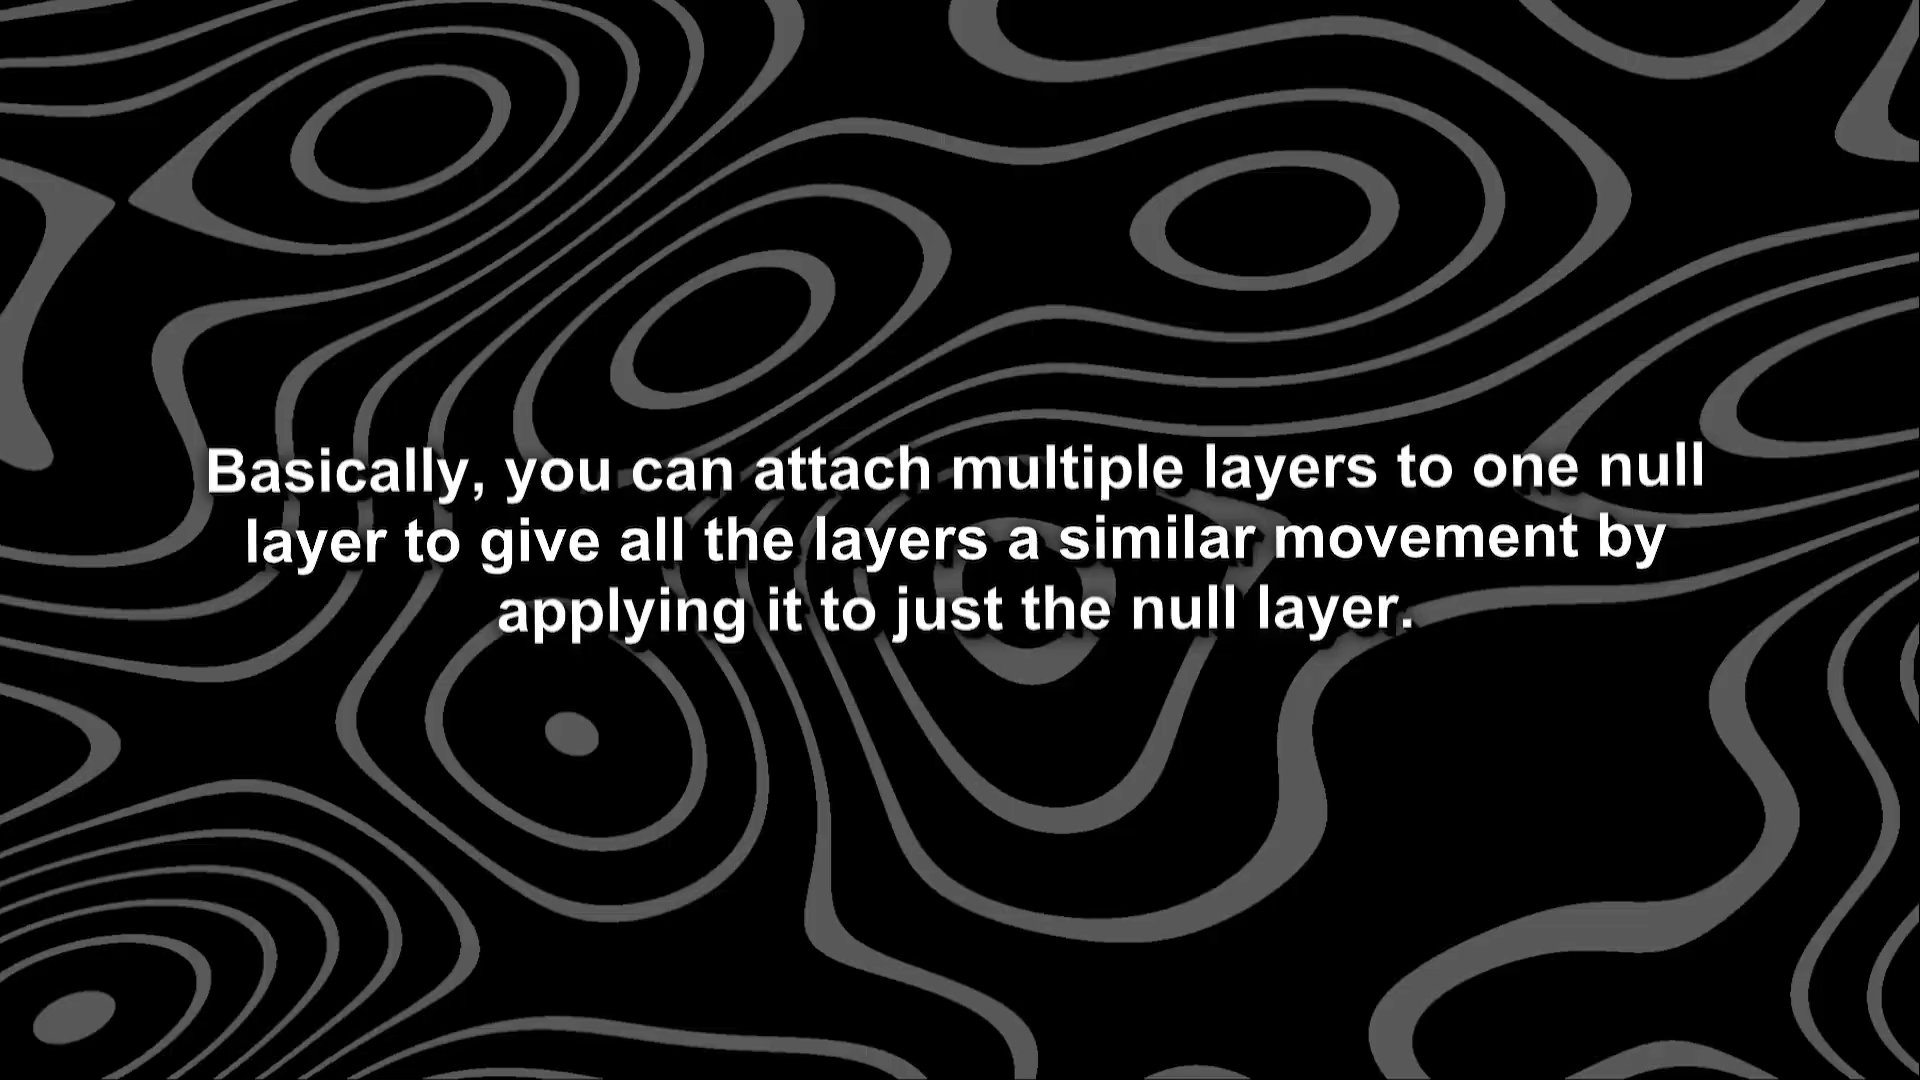 Basically, you can attach multiple layers to one null
layer to give all the layers a similar movement by
applying it to just the null layer.